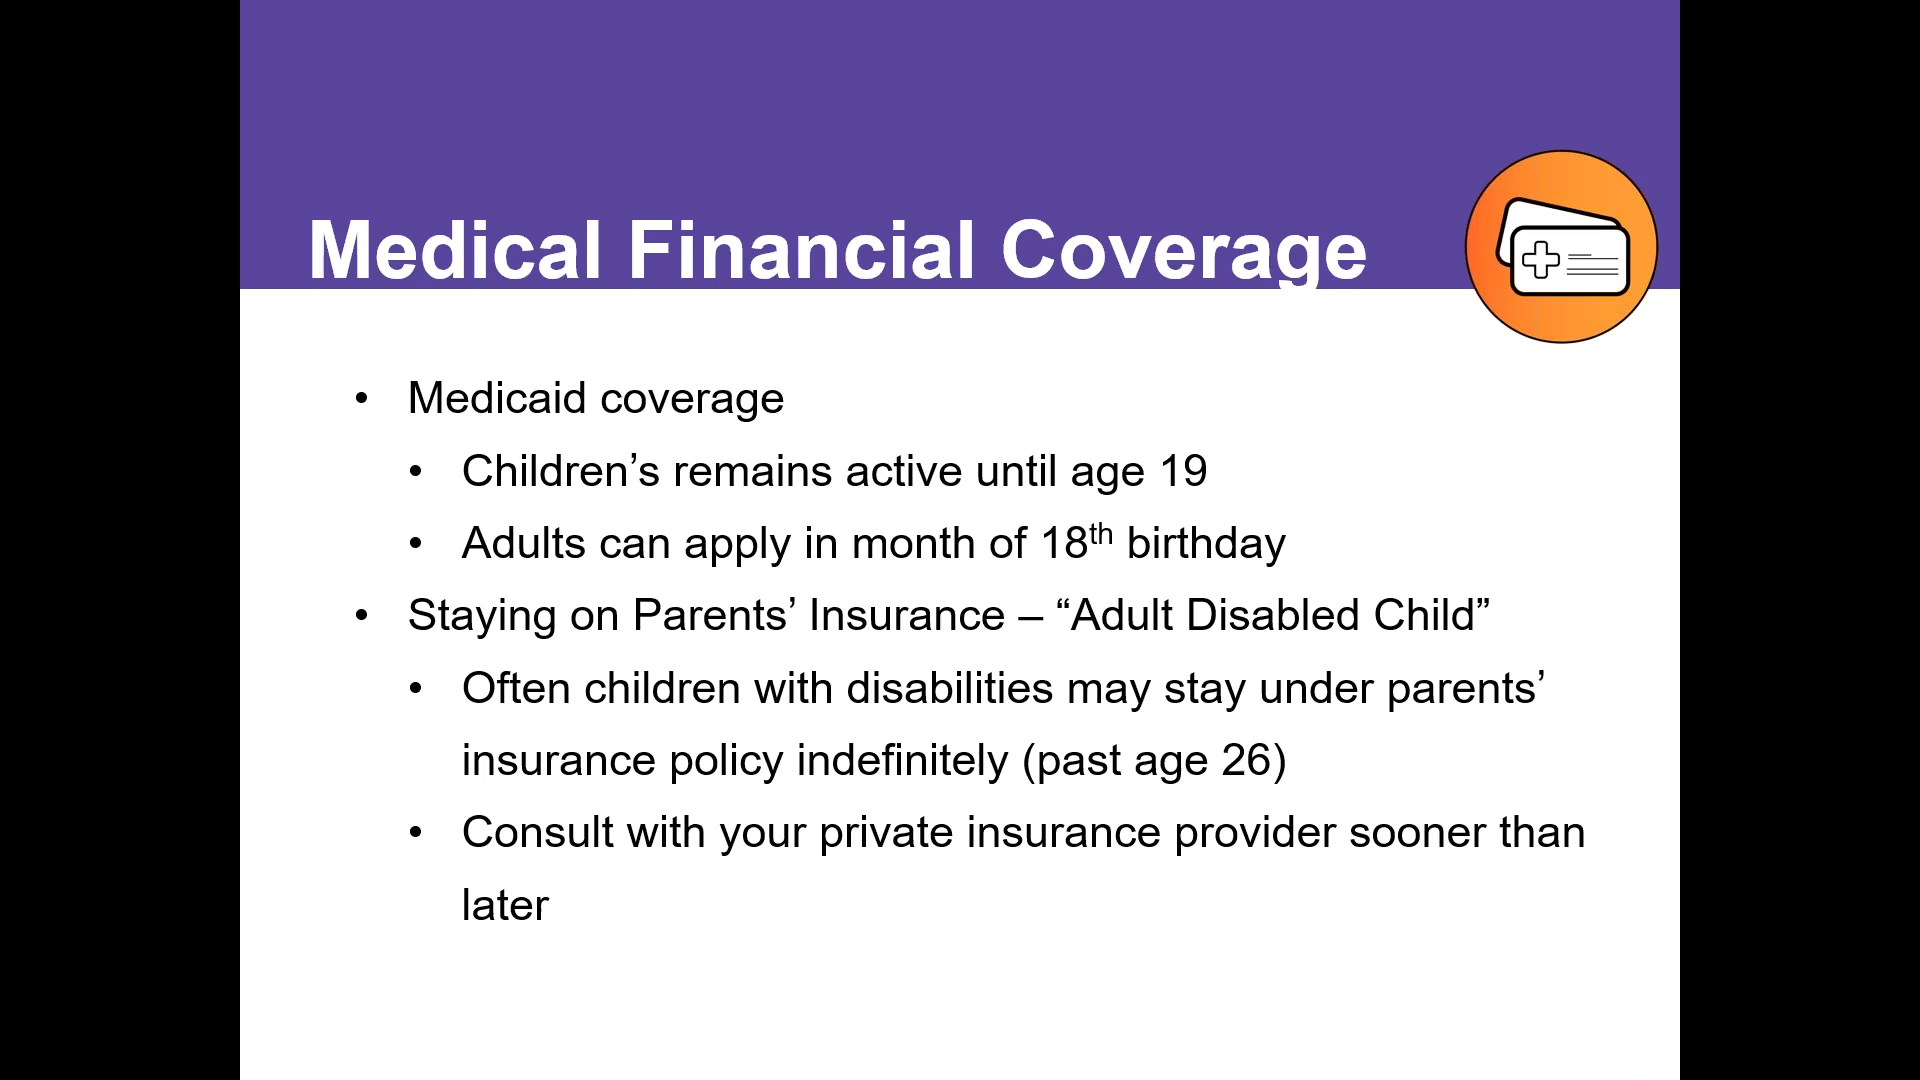 Medical Financial Coverage
• Medicaid coverage
• Children’s remains active until age 19
• Adults can apply in month of 18th birthday
• Staying on Parents’ Insurance – “Adult Disabled Child”
• Often children with disabilities may stay under parents’
insurance policy indefinitely (past age 26)
• Consult with your private insurance provider sooner than
later